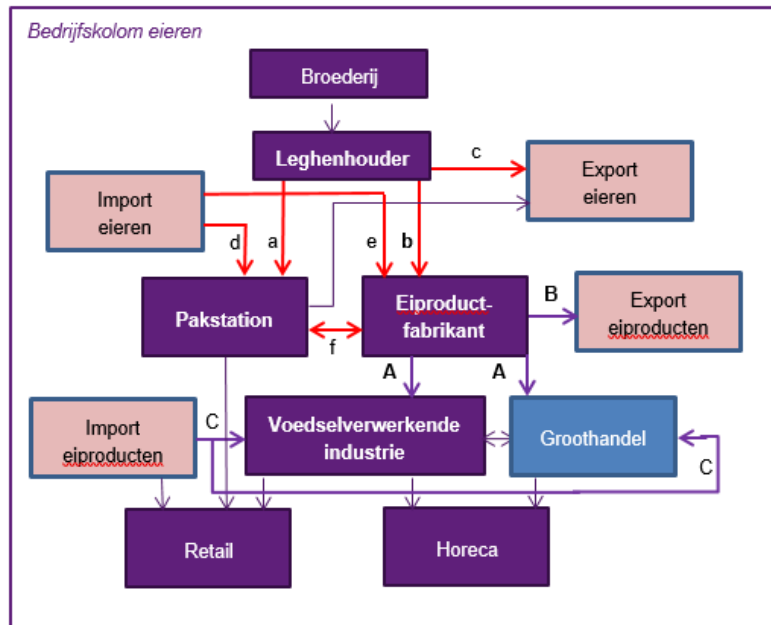 Bedrijfskolom eieren
Broederij
Leghenhouder
c
Export
eieren
Import
eieren
d
a
e
b
Pakstation
f
Eiproduct-
fabrikant
B
Export
eiproducten
A
A
Import
eiproducten
C
Voedselverwerkende
industrie
Groothandel
C
Retail
Horeca